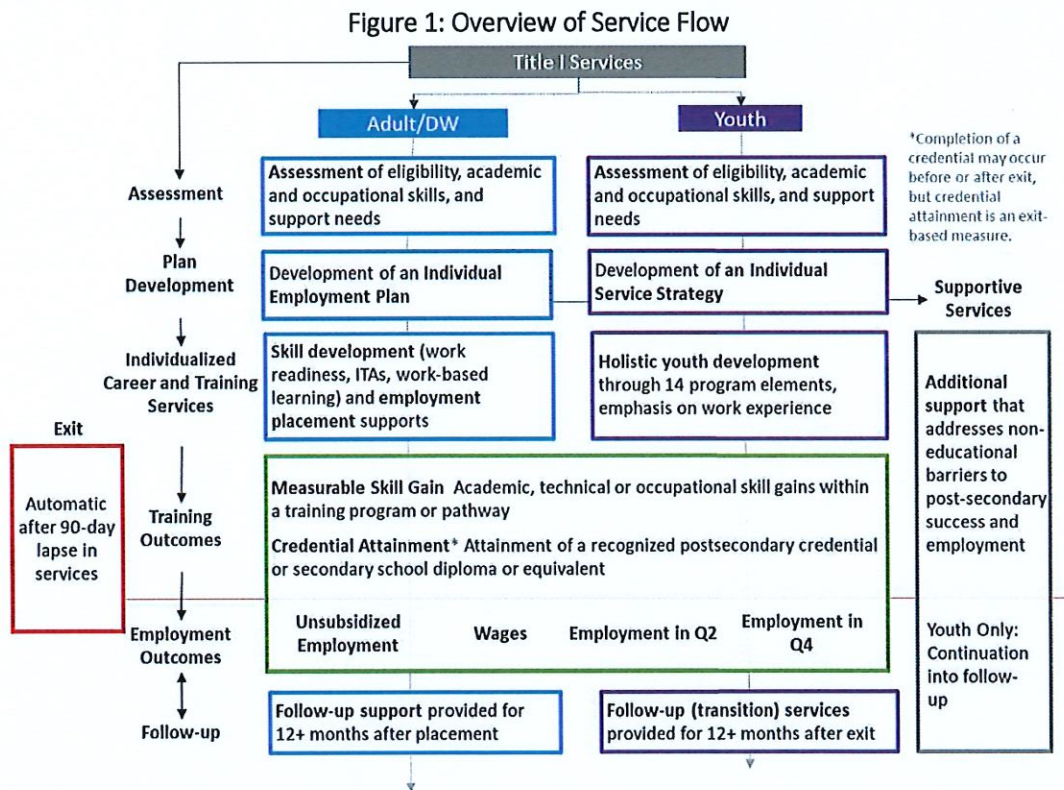 Figure 1: Overview of Service Flow
Title I Services
Adult/DW
Youth
*Completion of a
credential may occur
before or after exit,
but credential
attainment is an exit-
based measure.
Assessment
Assessment of eligibility, academic
and occupational skills, and
support needs
Assessment of eligibility, academic
and occupational skills, and support
needs
Plan
Development
Development of an Individual
Employment Plan
Development of an Individual
Service Strategy
Supportive
Services
Individualized
Career and Training
Services
Skill development (work
readiness, ITAs, work-based
learning) and employment
placement supports
Holistic youth development
through 14 program elements,
emphasis on work experience
Additional
support that
addresses non-
educational
barriers to
post-secondary
success and
employment
Exit
Automatic
after 90-day
lapse in
services
Training
Outcomes
Measurable Skill Gain Academic, technical or occupational skill gains within
a training program or pathway
Credential Attainment* Attainment of a recognized postsecondary credential
or secondary school diploma or equivalent
Employment
Outcomes
Unsubsidized
Employment
Wages
Employment in Q2
Employment in
Q4
Youth Only:
Continuation
into follow-
up
Follow-up
Follow-up support provided for
12+ months after placement
Follow-up (transition) services
provided for 12+ months after exit